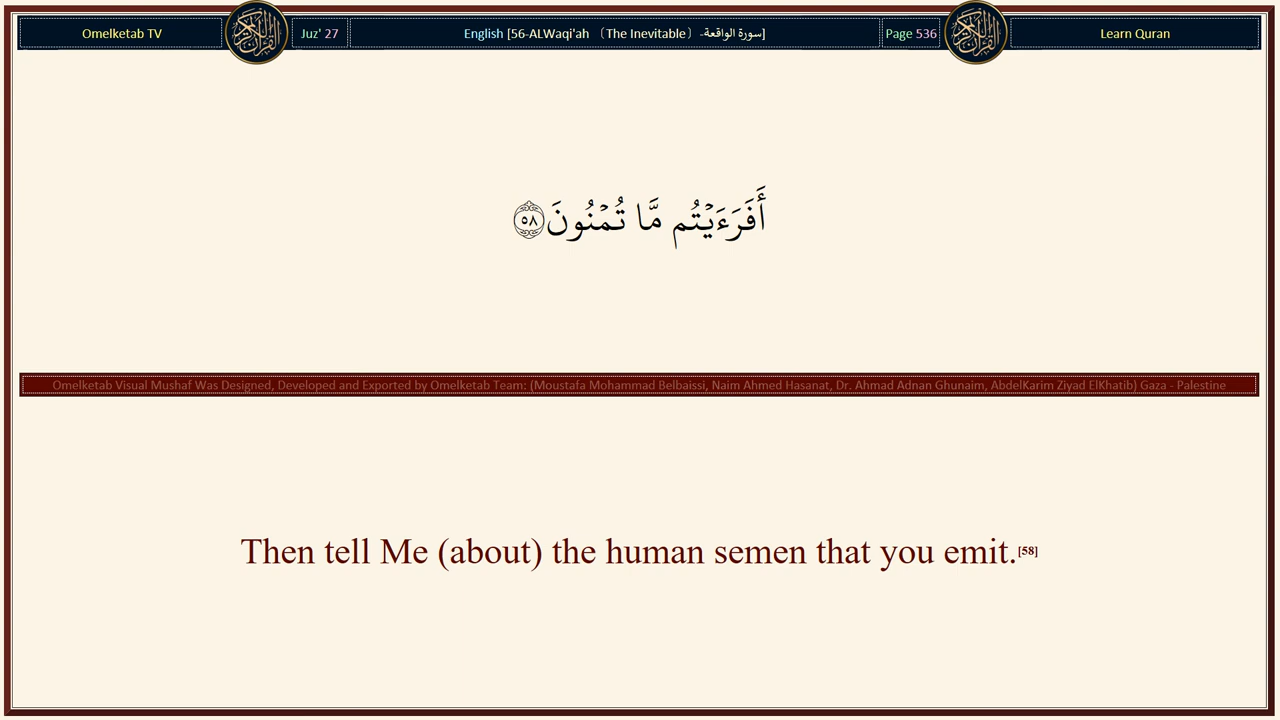 Omelketab TV
Juz' 27
English [56-ALWaqi'ah （The Inevitable）-سورة الواقعة]
Page 536
Learn Quran
أَفَرَءَيْتُم مَّا تُمْنُونَ ٥٨
Omelketab Visual Mushaf Was Designed, Developed and Exported by Omelketab Team: (Moustafa Mohammad Belbaissi, Naim Ahmed Hasanat, Dr. Ahmad Adnan Ghunaim, AbdelKarim Ziyad ElKhatib) Gaza - Palestine
Then tell Me (about) the human semen that you emit.[58]